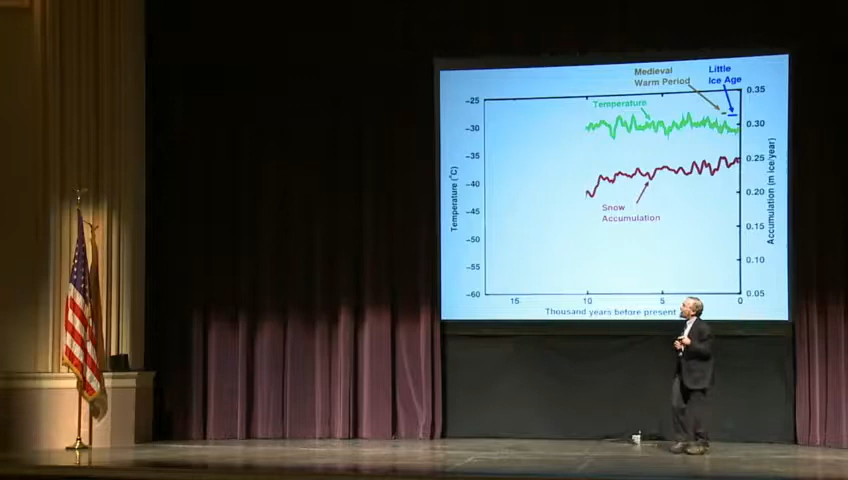 Medieval
Warm Period
Little
Ice Age
Temperature
Snow
Accumulation
Temperature (°C)
-25
-30
-35
-40
-45
-50
-55
-60
0.35
0.30
0.25
0.20
0.15
0.10
0.05
Accumulation (m ice/year)
15
10
5
0
Thousand years before present